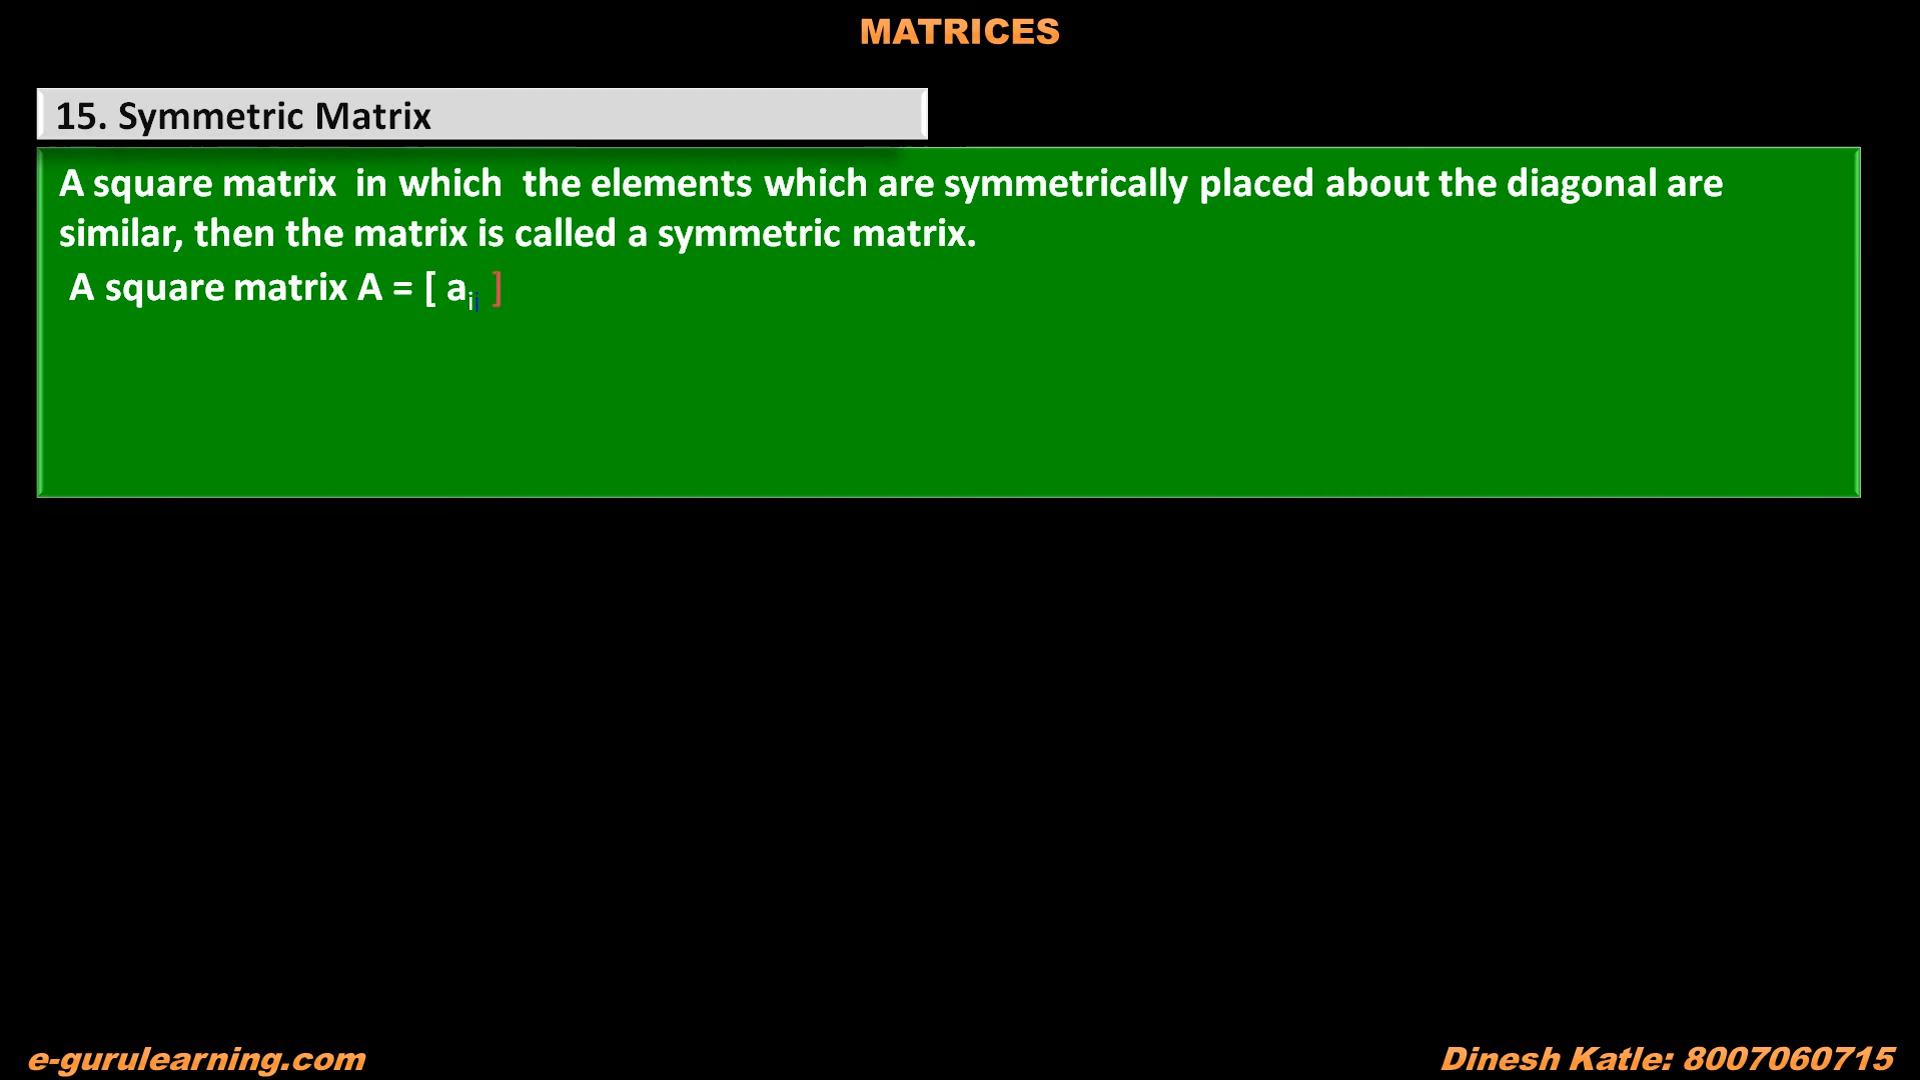 MATRICES
15. Symmetric Matrix
A square matrix in which the elements which are symmetrically placed about the diagonal are
similar, then the matrix is called a symmetric matrix.
A square matrix A = [ aij ]
e-gurulearning.com
Dinesh Katle: 8007060715